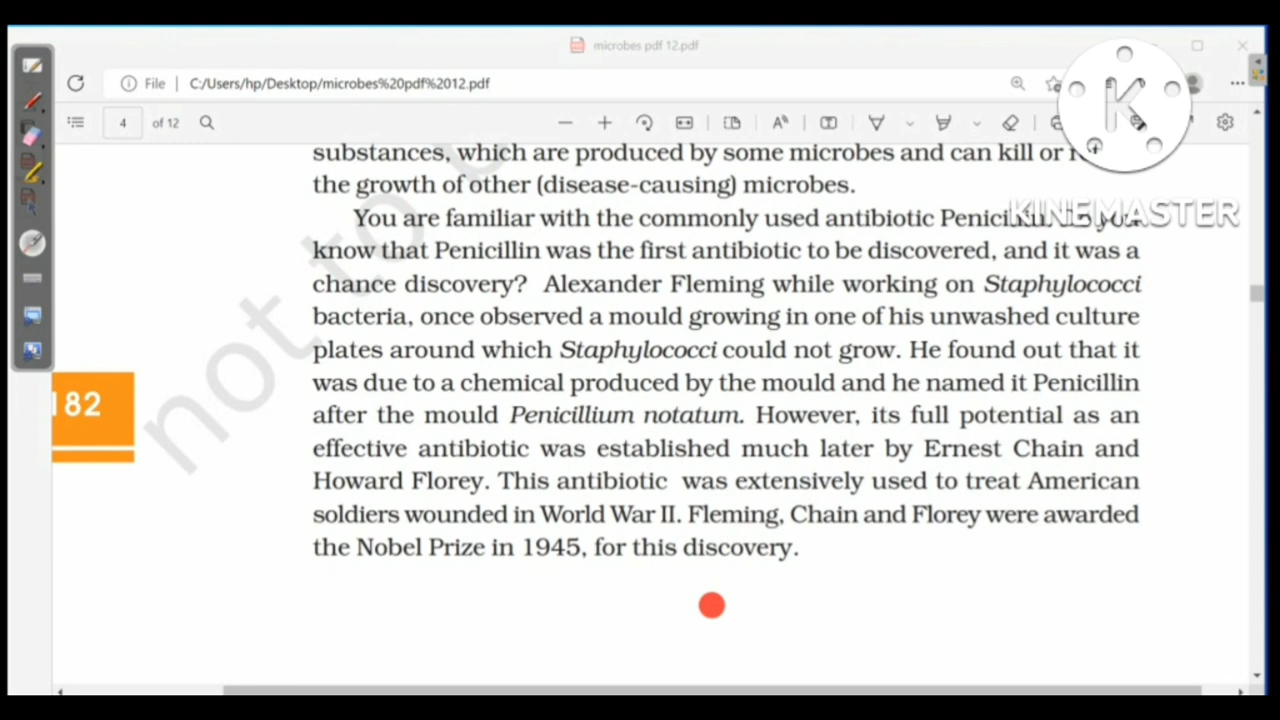 microbes pdf 12.pdf
File
C:/Users/hp/Desktop/microbes%20pdf%2012.pdf
4 of 12
K
KINEMASTER
substances, which are produced by some microbes and can kill or
the growth of other (disease-causing) microbes.
You are familiar with the commonly used antibiotic
know that Penicillin was the first antibiotic to be discovered, and it was a
chance discovery? Alexander Fleming while working on Staphylococci
bacteria, once observed a mould growing in one of his unwashed culture
plates around which Staphylococci could not grow. He found out that it
was due to a chemical produced by the mould and he named it Penicillin
after the mould Penicillium notatum. However, its full potential as an
effective antibiotic was established much later by Ernest Chain and
Howard Florey. This antibiotic was extensively used to treat American
soldiers wounded in World War II. Fleming, Chain and Florey were awarded
the Nobel Prize in 1945, for this discovery.
182
not to